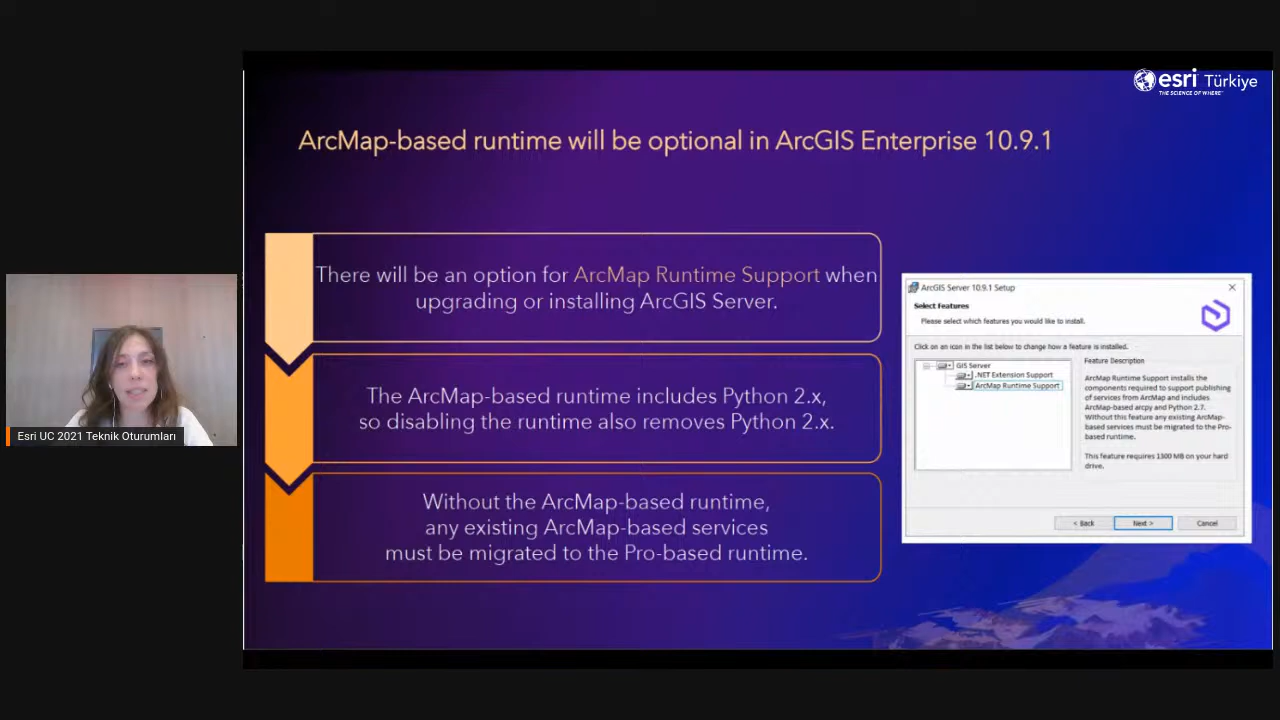 esri Türkiye
THE SCIENCE OF WHERE™
ArcMap-based runtime will be optional in ArcGIS Enterprise 10.9.1
There will be an option for ArcMap Runtime Support when
upgrading or installing ArcGIS Server.
The ArcMap-based runtime includes Python 2.x,
so disabling the runtime also removes Python 2.x.
Without the ArcMap-based runtime,
any existing ArcMap-based services
must be migrated to the Pro-based runtime.
ArcGIS Server 10.9.1 Setup
Select Features
Please select which features you would like to install.
Click on an icon in the list below to change how a feature is installed.
GIS Server
.NET Extension Support
ArcMap Runtime Support
Feature Description
ArcMap Runtime Support installs the
components required to support publishing
of services from ArcMap and includes
ArcMap-based arcpy and Python 2.7.
Without this feature any existing ArcMap-
based services must be migrated to the Pro-
based runtime.
This feature requires 1300 MB on your hard
drive.
< Back
Next >
Cancel
Esri UC 2021 Teknik Oturumları